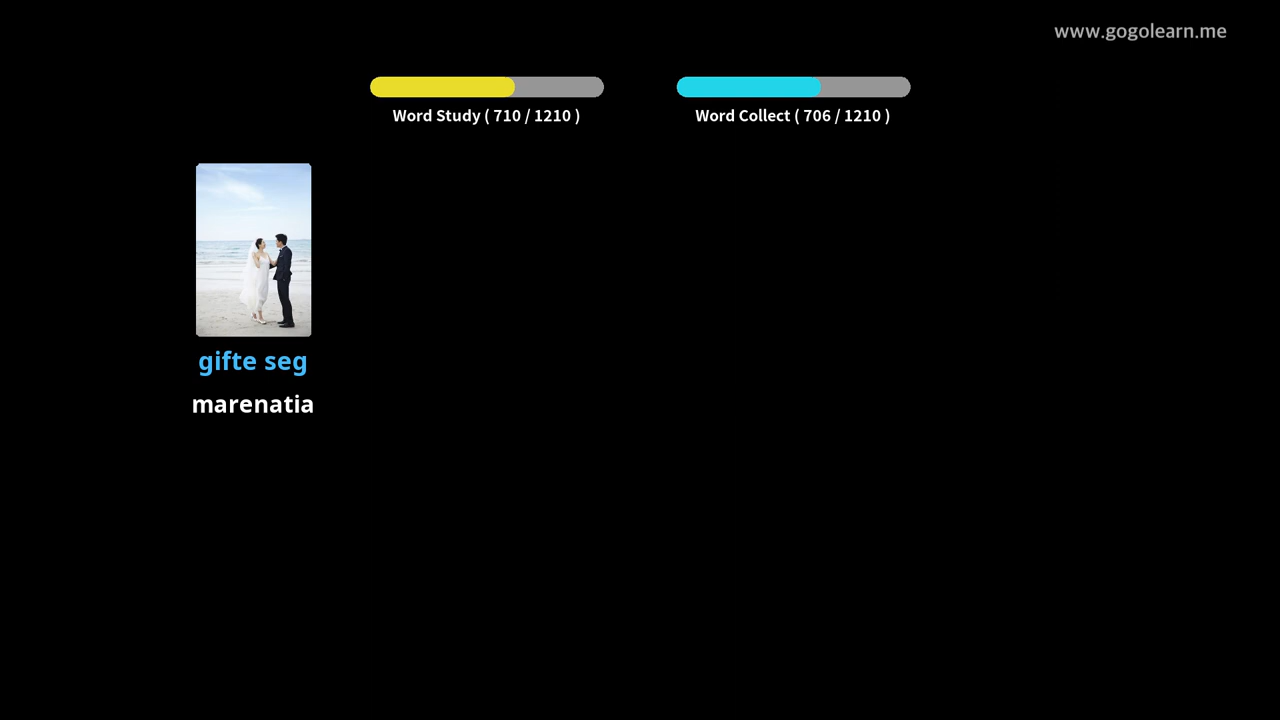 www.gogolearn.me
Word Study ( 710 / 1210 )
Word Collect ( 706 / 1210 )
gifte seg
marenatia